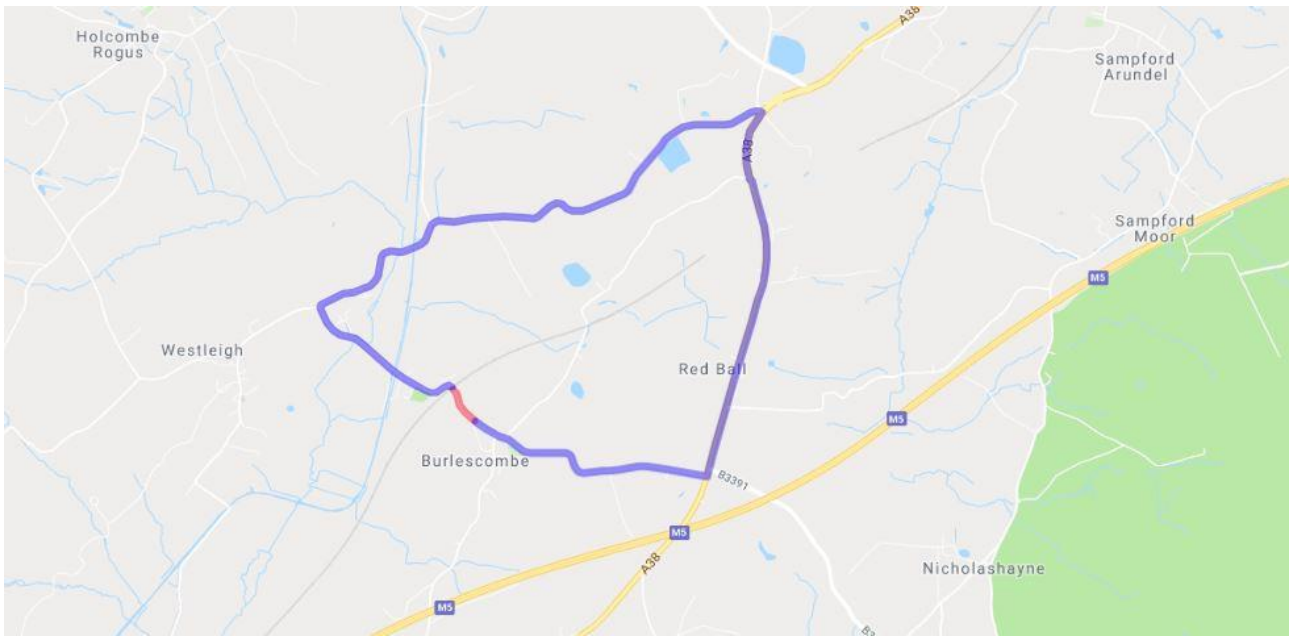 A38
Holcombe
Rogus
Sampford
Arundel
A38
Sampford
Moor
M5
Westleigh
Red Ball
M5
Burlescombe
B3391
M5
A38
Nicholashayne
M5
B3